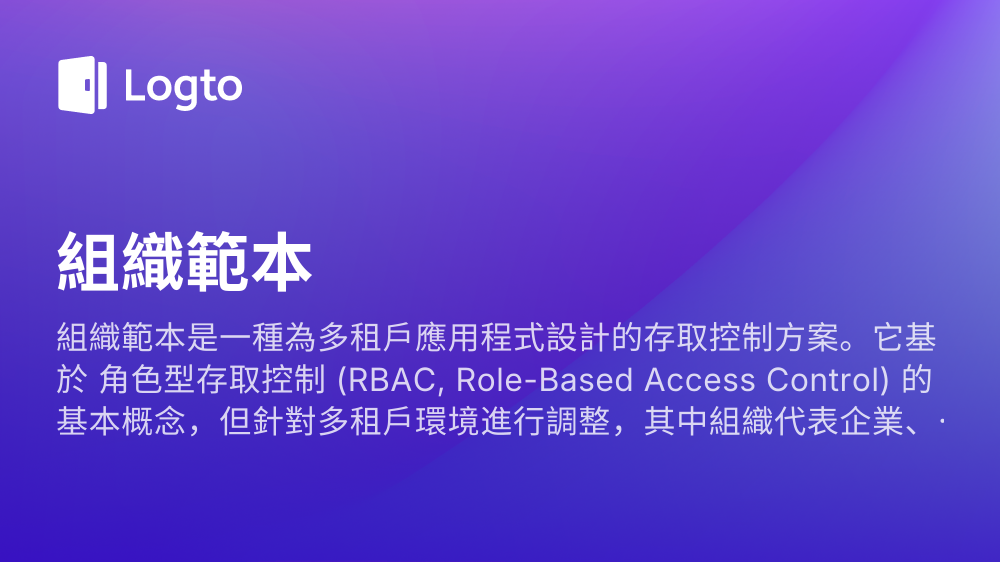 Logto
組織範本
組織範本是一種為多租戶應用程式設計的存取控制方案。它基
於 角色型存取控制 (RBAC, Role-Based Access Control) 的
基本概念，但針對多租戶環境進行調整，其中組織代表企業、·